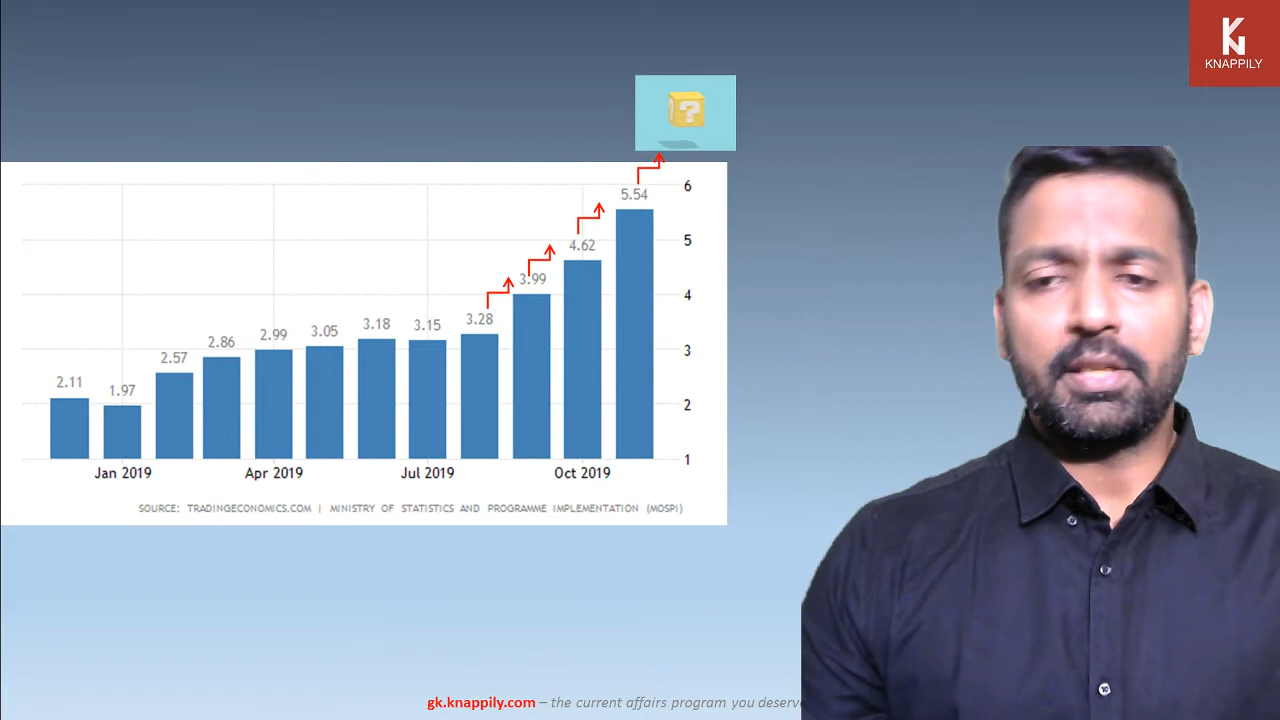 KNAPPILY
?
6
5
4
3
2
1
2.11
1.97
2.57
2.86
2.99
3.05
3.18
3.15
3.28
3.99
4.62
5.54
Jan 2019
Apr 2019
Jul 2019
Oct 2019
SOURCE: TRADINGECONOMICS.COM | MINISTRY OF STATISTICS AND PROGRAMME IMPLEMENTATION (MOSPI)
gk.knappily.com – the current affairs program you deserv